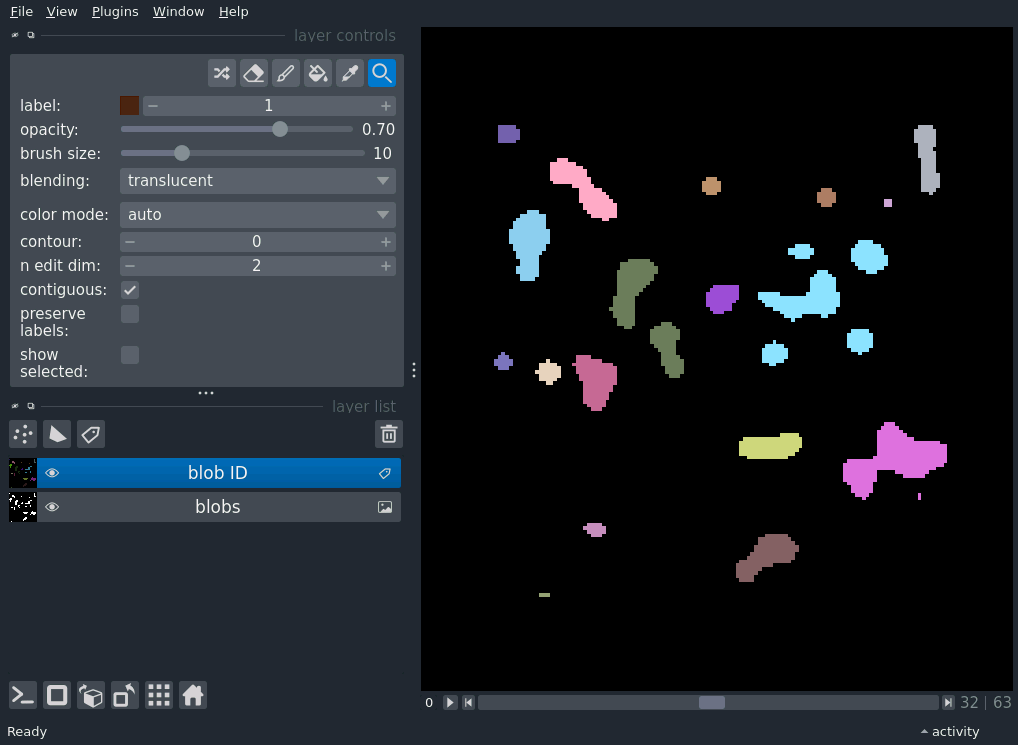 File View Plugins Window Help
layer controls
label: 1
opacity: 0.70
brush size: 10
blending: translucent
color mode: auto
contour: 0
n edit dim: 2
contiguous:
preserve
labels:
show
selected:
layer list
blob ID
blobs
0 32 | 63
Ready activity